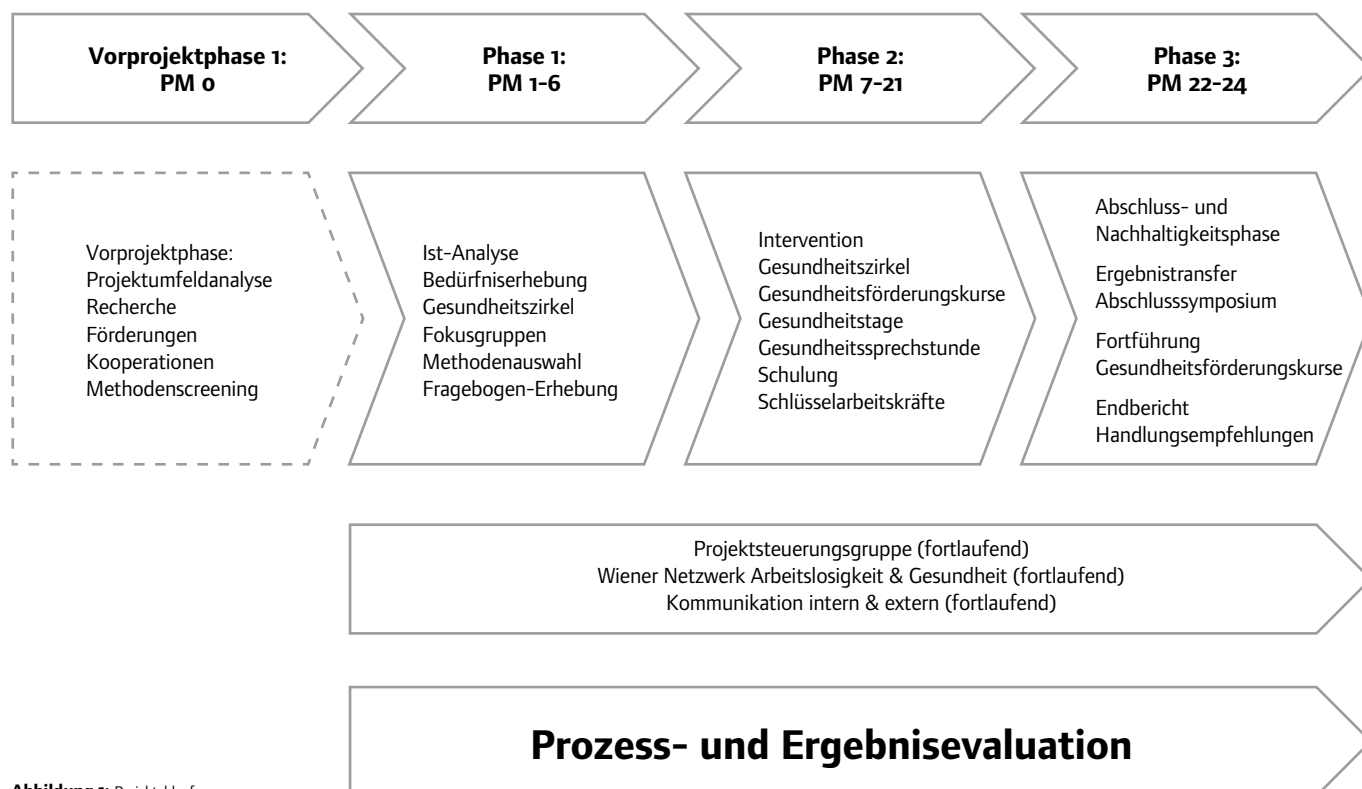 Vorprojektphase 1:
PM 0
Phase 1:
PM 1-6
Phase 2:
PM 7-21
Phase 3:
PM 22-24
Vorprojektphase:
Projektumfeldanalyse
Recherche
Förderungen
Kooperationen
Methodenscreening
Ist-Analyse
Bedürfniserhebung
Gesundheitszirkel
Fokusgruppen
Methodenauswahl
Fragebogen-Erhebung
Intervention
Gesundheitszirkel
Gesundheitsförderungskurse
Gesundheitstage
Gesundheitssprechstunde
Schulung
Schlüsselarbeitskräfte
Abschluss- und
Nachhaltigkeitsphase
Ergebnistransfer
Abschlusssymposium
Fortführung
Gesundheitsförderungskurse
Endbericht
Handlungsempfehlungen
Projektsteuerungsgruppe (fortlaufend)
Wiener Netzwerk Arbeitslosigkeit & Gesundheit (fortlaufend)
Kommunikation intern & extern (fortlaufend)
Prozess- und Ergebnisevaluation